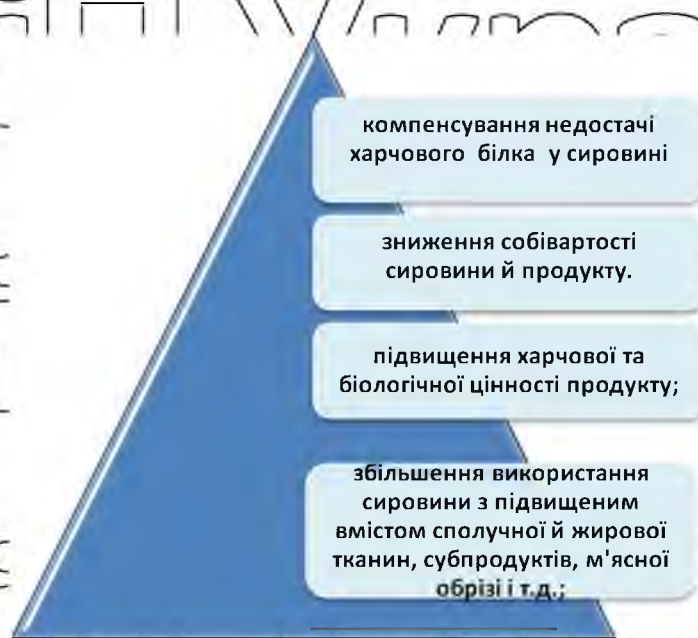 компенсування недостачі
харчового білка у сировині
зниження собівартості
сировини й продукту.
підвищення харчової та
біологічної цінності продукту;
збільшення використання
сировини з підвищеним
вмістом сполучної й жирової
тканин, субпродуктів, м'ясної
обрізі і т.д.;